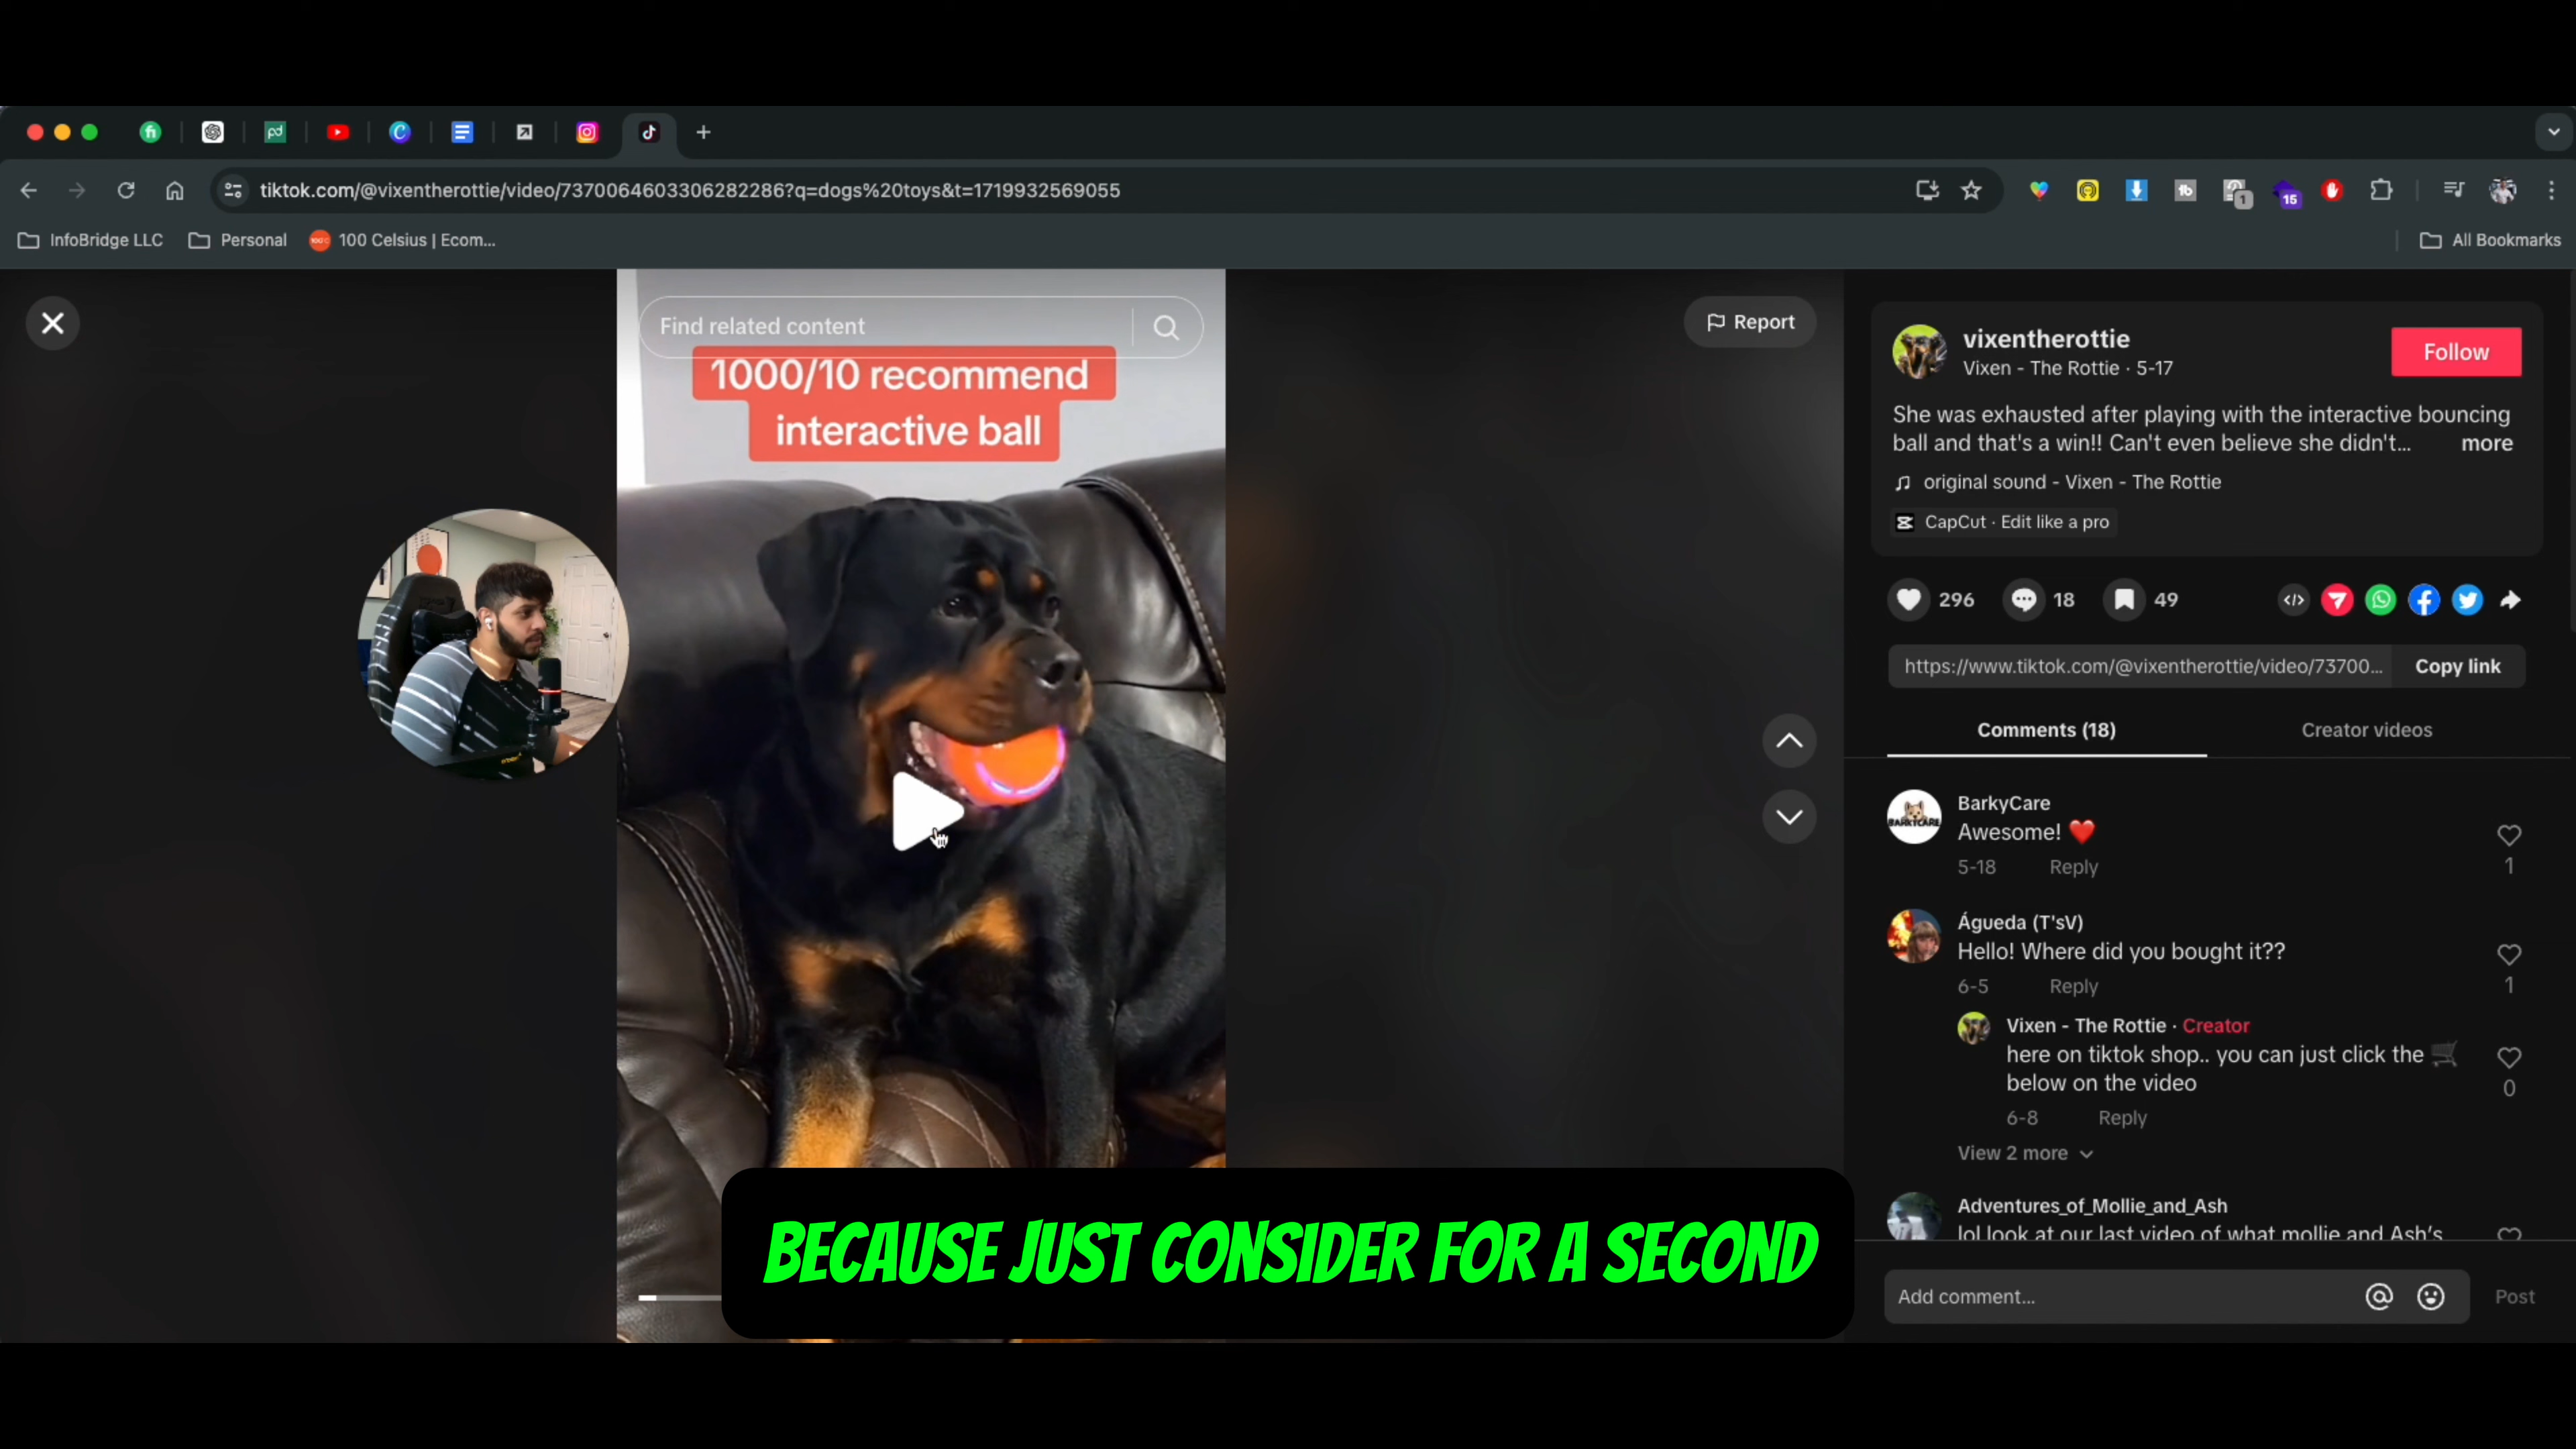 tiktok.com/@vixentherottie/video/7370064603306282286?q=dogs%20toys&t=1719932569055
1
15
InfoBridge LLC
Personal
100 Celsius | Ecom...
All Bookmarks
Find related content
1000/10 recommend
interactive ball
Report
vixentherottie
Vixen - The Rottie · 5-17
Follow
She was exhausted after playing with the interactive bouncing
ball and that's a win!! Can't even believe she didn't... more
original sound - Vixen - The Rottie
CapCut · Edit like a pro
296
18
49
https://www.tiktok.com/@vixentherottie/video/73700...
Copy link
Comments (18)
Creator videos
BarkyCare
Awesome! ❤️
5-18 Reply
1
Águeda (T'sV)
Hello! Where did you bought it??
6-5 Reply
1
Vixen - The Rottie · Creator
here on tiktok shop.. you can just click the 🛒
below on the video
0
6-8 Reply
View 2 more
Adventures_of_Mollie_and_Ash
lol look at our last video of what mollie and Ash's
Add comment...
Post
BECAUSE JUST CONSIDER FOR A SECOND